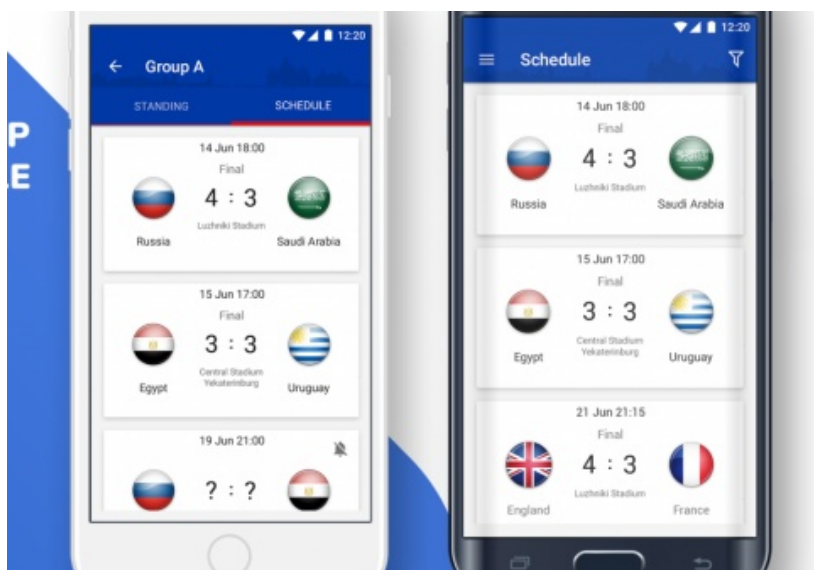 P
E
12:20
Group A
STANDING
SCHEDULE
14 Jun 18:00
Final
4 : 3
Luzhniki Stadium
Russia
Saudi Arabia
15 Jun 17:00
Final
3 : 3
Central Stadium
Yekaterinburg
Egypt
Uruguay
19 Jun 21:00
? : ?
12:20
Schedule
14 Jun 18:00
Final
4 : 3
Luzhniki Stadium
Russia
Saudi Arabia
15 Jun 17:00
Final
3 : 3
Central Stadium
Yekaterinburg
Egypt
Uruguay
21 Jun 21:15
Final
4 : 3
Luzhniki Stadium
England
France